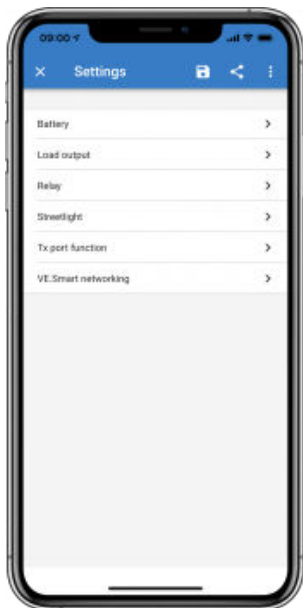 09:00
Settings
Battery
Load output
Relay
Streetlight
Tx port function
VE.Smart networking